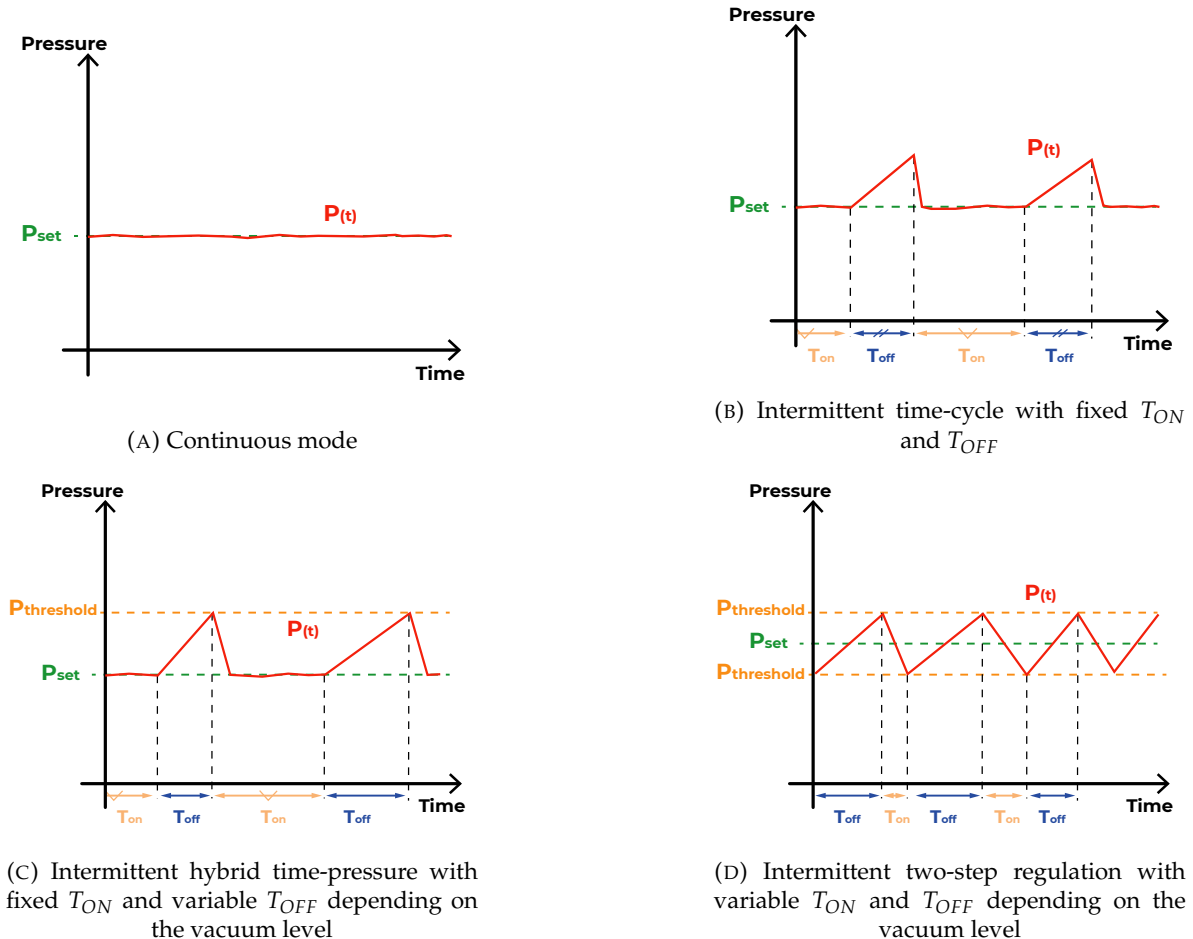 Pressure
P(t)
Pset
Time
(A) Continuous mode
Pressure
P(t)
Pset
Time
Ton
Toff
Ton
Toff
(B) Intermittent time-cycle with fixed TON
and TOFF
Pressure
Pthreshold
P(t)
Pset
Time
Ton
Toff
Ton
Toff
(C) Intermittent hybrid time-pressure with
fixed TON and variable TOFF depending on
the vacuum level
Pressure
P(t)
Pthreshold
Pset
Pthreshold
Time
Toff
Ton
Toff
Ton
Toff
(D) Intermittent two-step regulation with
variable TON and TOFF depending on the
vacuum level